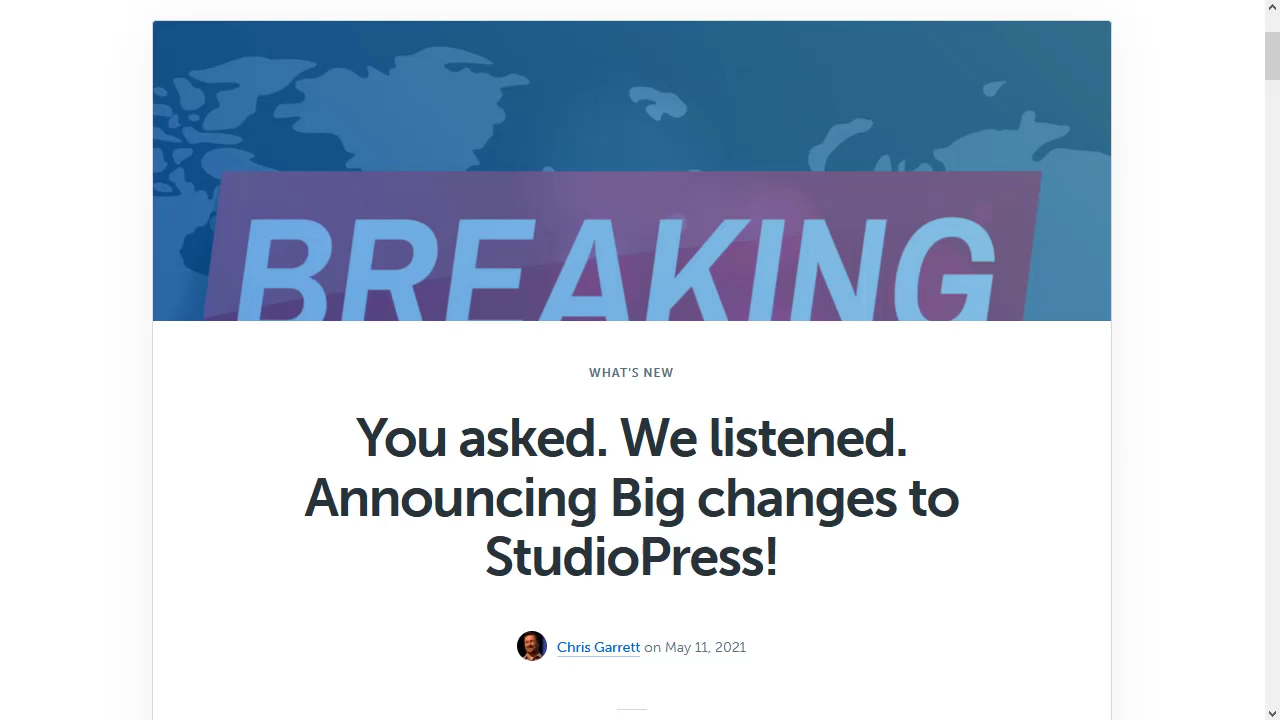 BREAKING
WHAT'S NEW
You asked. We listened.
Announcing Big changes to
StudioPress!
Chris Garrett on May 11, 2021